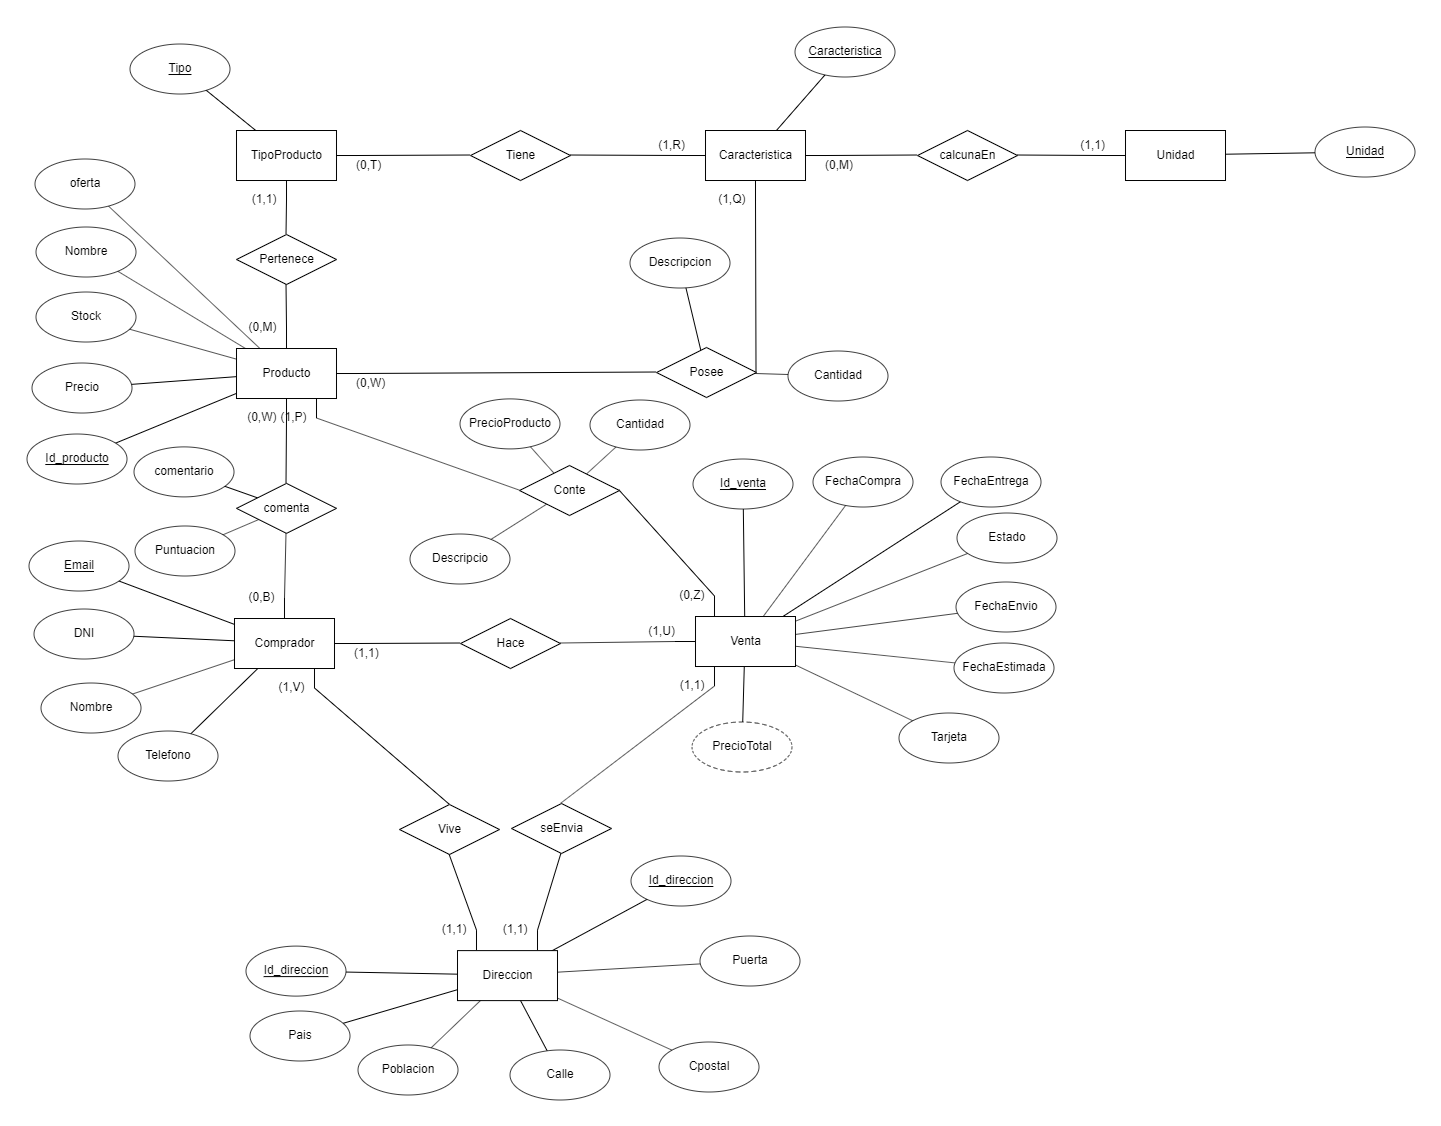 Caracteristica
Tipo
TipoProducto
(0,T)
Tiene
(1,R)
Caracteristica
(0,M)
calcunaEn
(1,1)
Unidad
Unidad
(1,1)
(1,Q)
oferta
Nombre
Pertenece
Descripcion
Stock
(0,M)
Producto
(0,W)
Posee
Cantidad
Precio
(0,W)
(1,P)
PrecioProducto
Cantidad
Id_producto
comentario
Conte
Id_venta
FechaCompra
FechaEntrega
comenta
Puntuacion
Descripcio
Estado
Email
(0,B)
(0,Z)
FechaEnvio
DNI
Comprador
(1,1)
Hace
(1,U)
Venta
FechaEstimada
(1,V)
(1,1)
Nombre
Telefono
PrecioTotal
Tarjeta
Vive
seEnvia
Id_direccion
(1,1)
(1,1)
Id_direccion
Direccion
Puerta
Pais
Poblacion
Calle
Cpostal